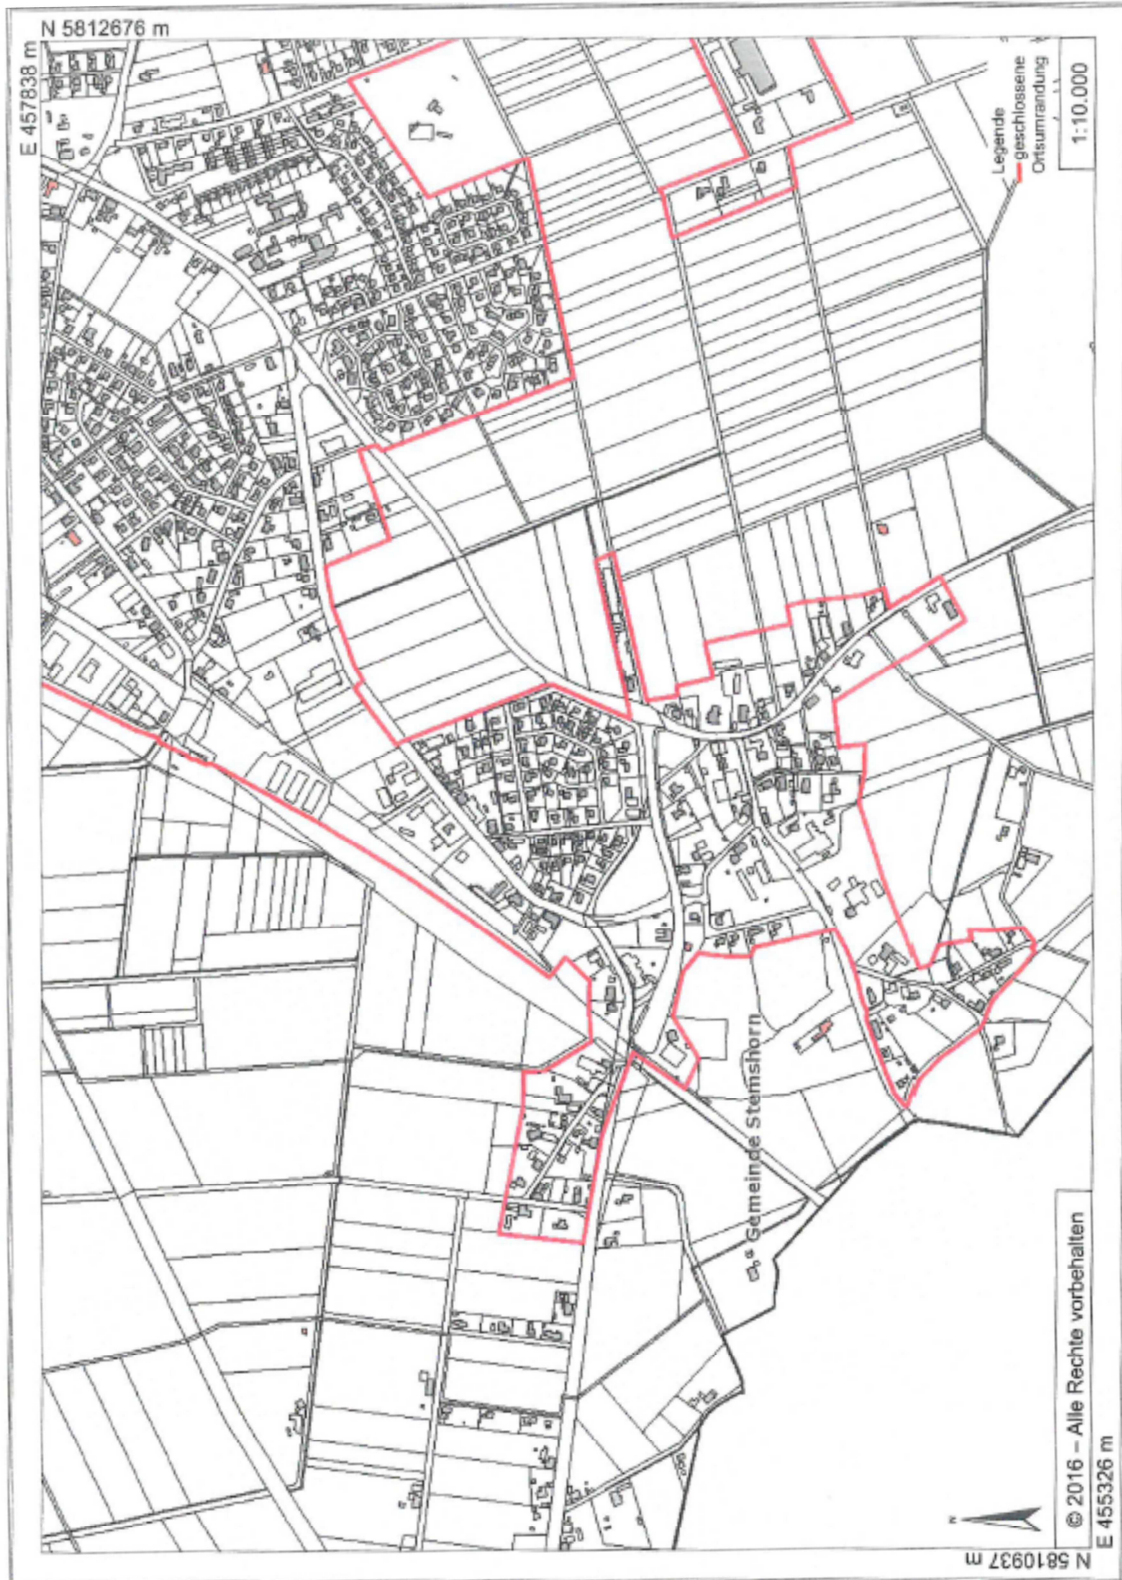 N 5812676 m
E 457838 m
Legende
geschlossene
Ortsumrandung
1:10.000
Gemeinde Stemshorn
N
© 2016 – Alle Rechte vorbehalten
E 455326 m
N 5810937 m